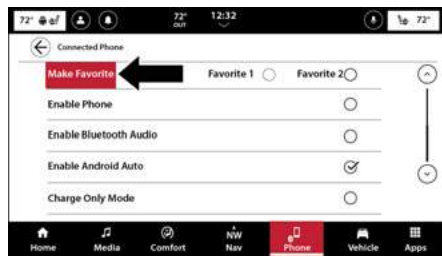 72° 72° OUT 12:32 72°
Connected Phone
Make Favorite Favorite 1 Favorite 2
Enable Phone
Enable Bluetooth Audio
Enable Android Auto
Charge Only Mode
NW
Home Media Comfort Nav Phone Vehicle Apps